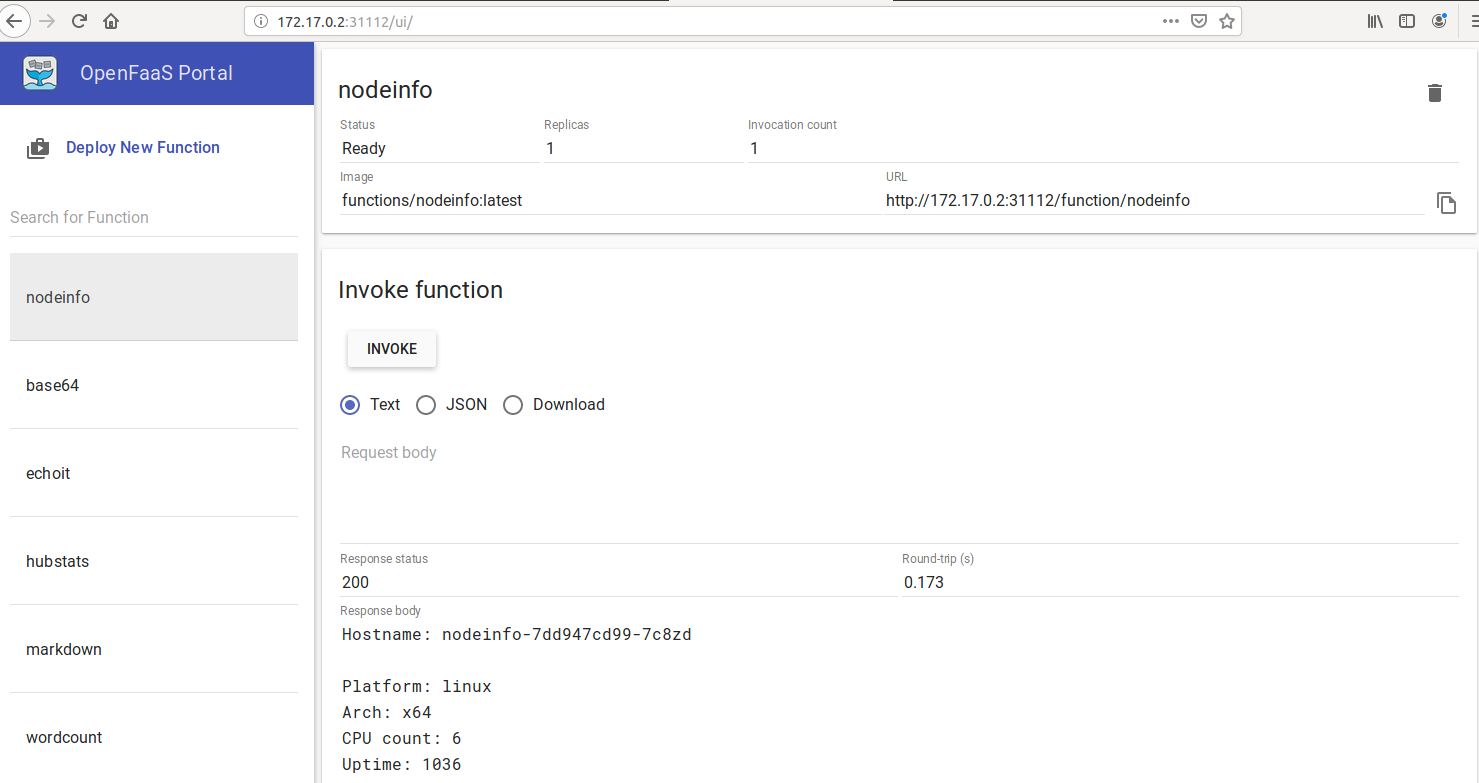 172.17.0.2:31112/ui/
OpenFaaS Portal
Deploy New Function
Search for Function
nodeinfo
base64
echoit
hubstats
markdown
wordcount
nodeinfo
Status Replicas Invocation count
Ready 1 1
Image URL
functions/nodeinfo:latest http://172.17.0.2:31112/function/nodeinfo
Invoke function
INVOKE
Text JSON Download
Request body
Response status Round-trip (s)
200 0.173
Response body
Hostname: nodeinfo-7dd947cd99-7c8zd
Platform: linux
Arch: x64
CPU count: 6
Uptime: 1036